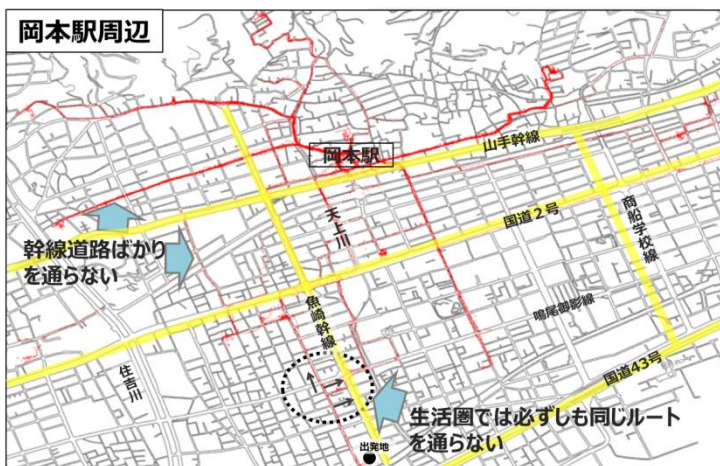 岡本駅周辺
岡本駅
山手幹線
天上川
国道2号
商船学校線
幹線道路ばかり
を通らない
魚崎幹線
鳴尾御影線
住吉川
国道43号
生活圏では必ずしも同じルート
を通らない
出発地